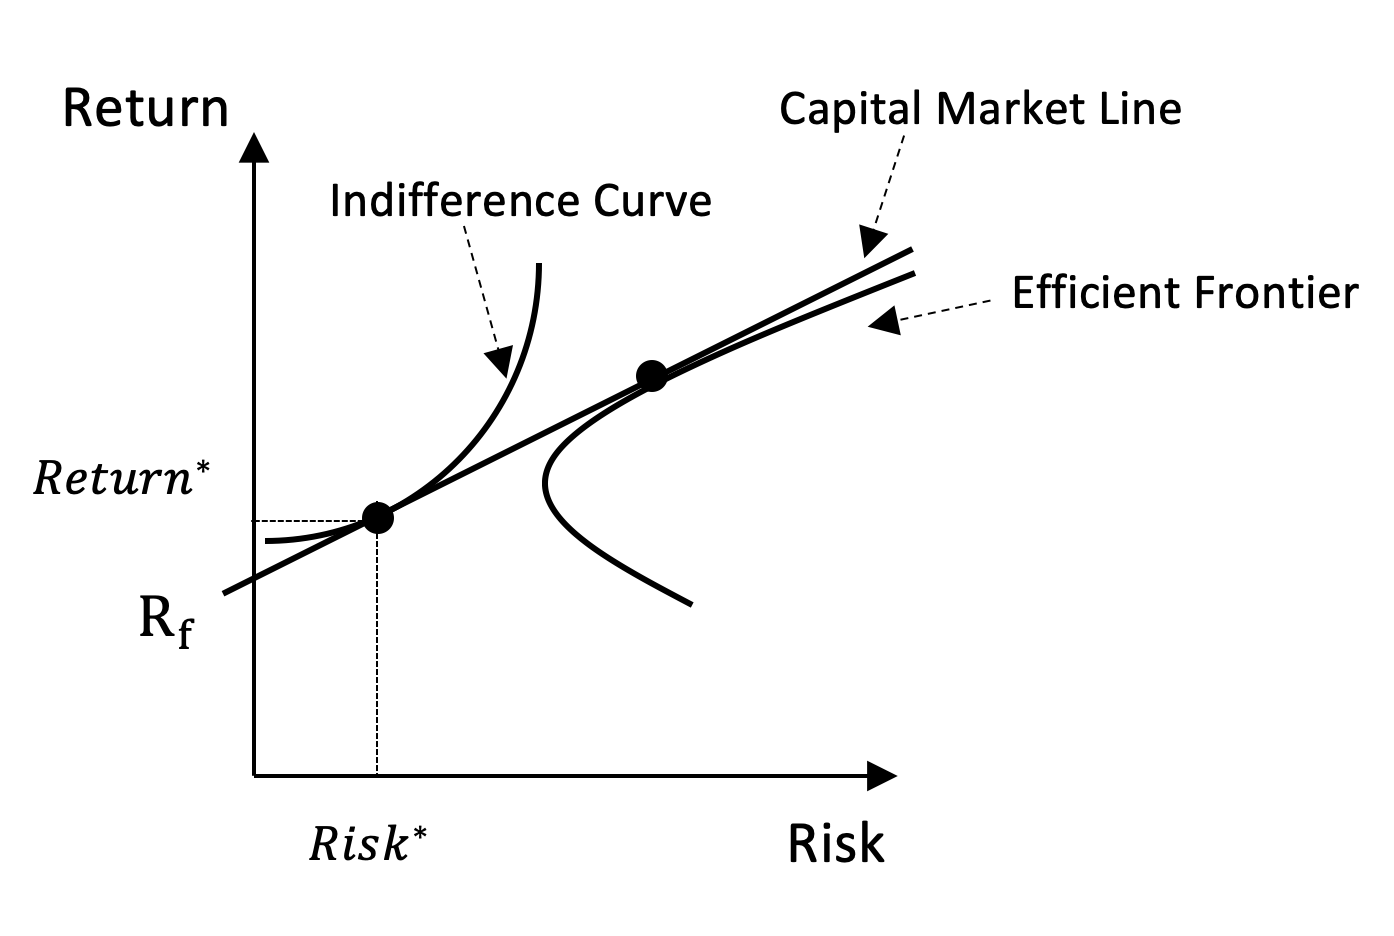 Return
Capital Market Line
Indifference Curve
Efficient Frontier
Return*
Rf
Risk*
Risk